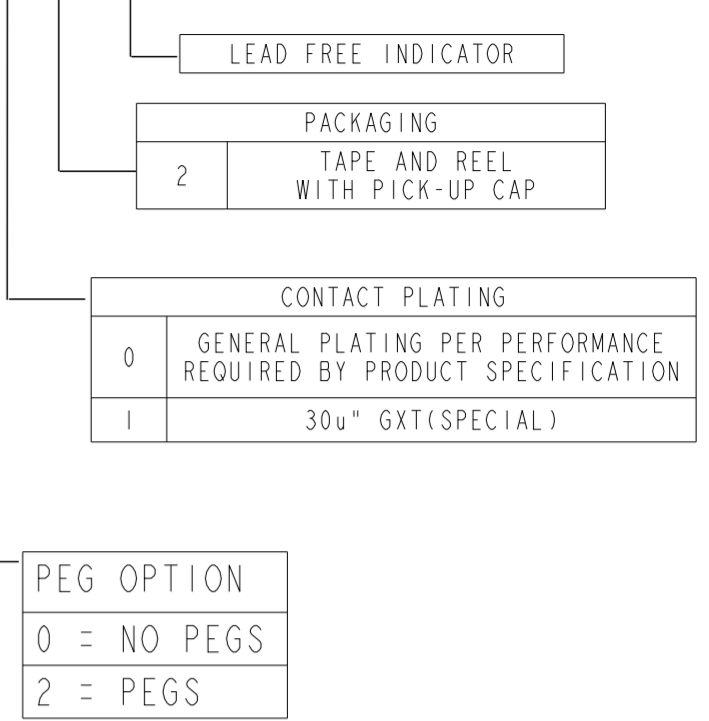 LEAD FREE INDICATOR
PACKAGING
2
TAPE AND REEL
WITH PICK-UP CAP
CONTACT PLATING
0
GENERAL PLATING PER PERFORMANCE
REQUIRED BY PRODUCT SPECIFICATION
1
30u" GXT(SPECIAL)
PEG OPTION
0 = NO PEGS
2 = PEGS